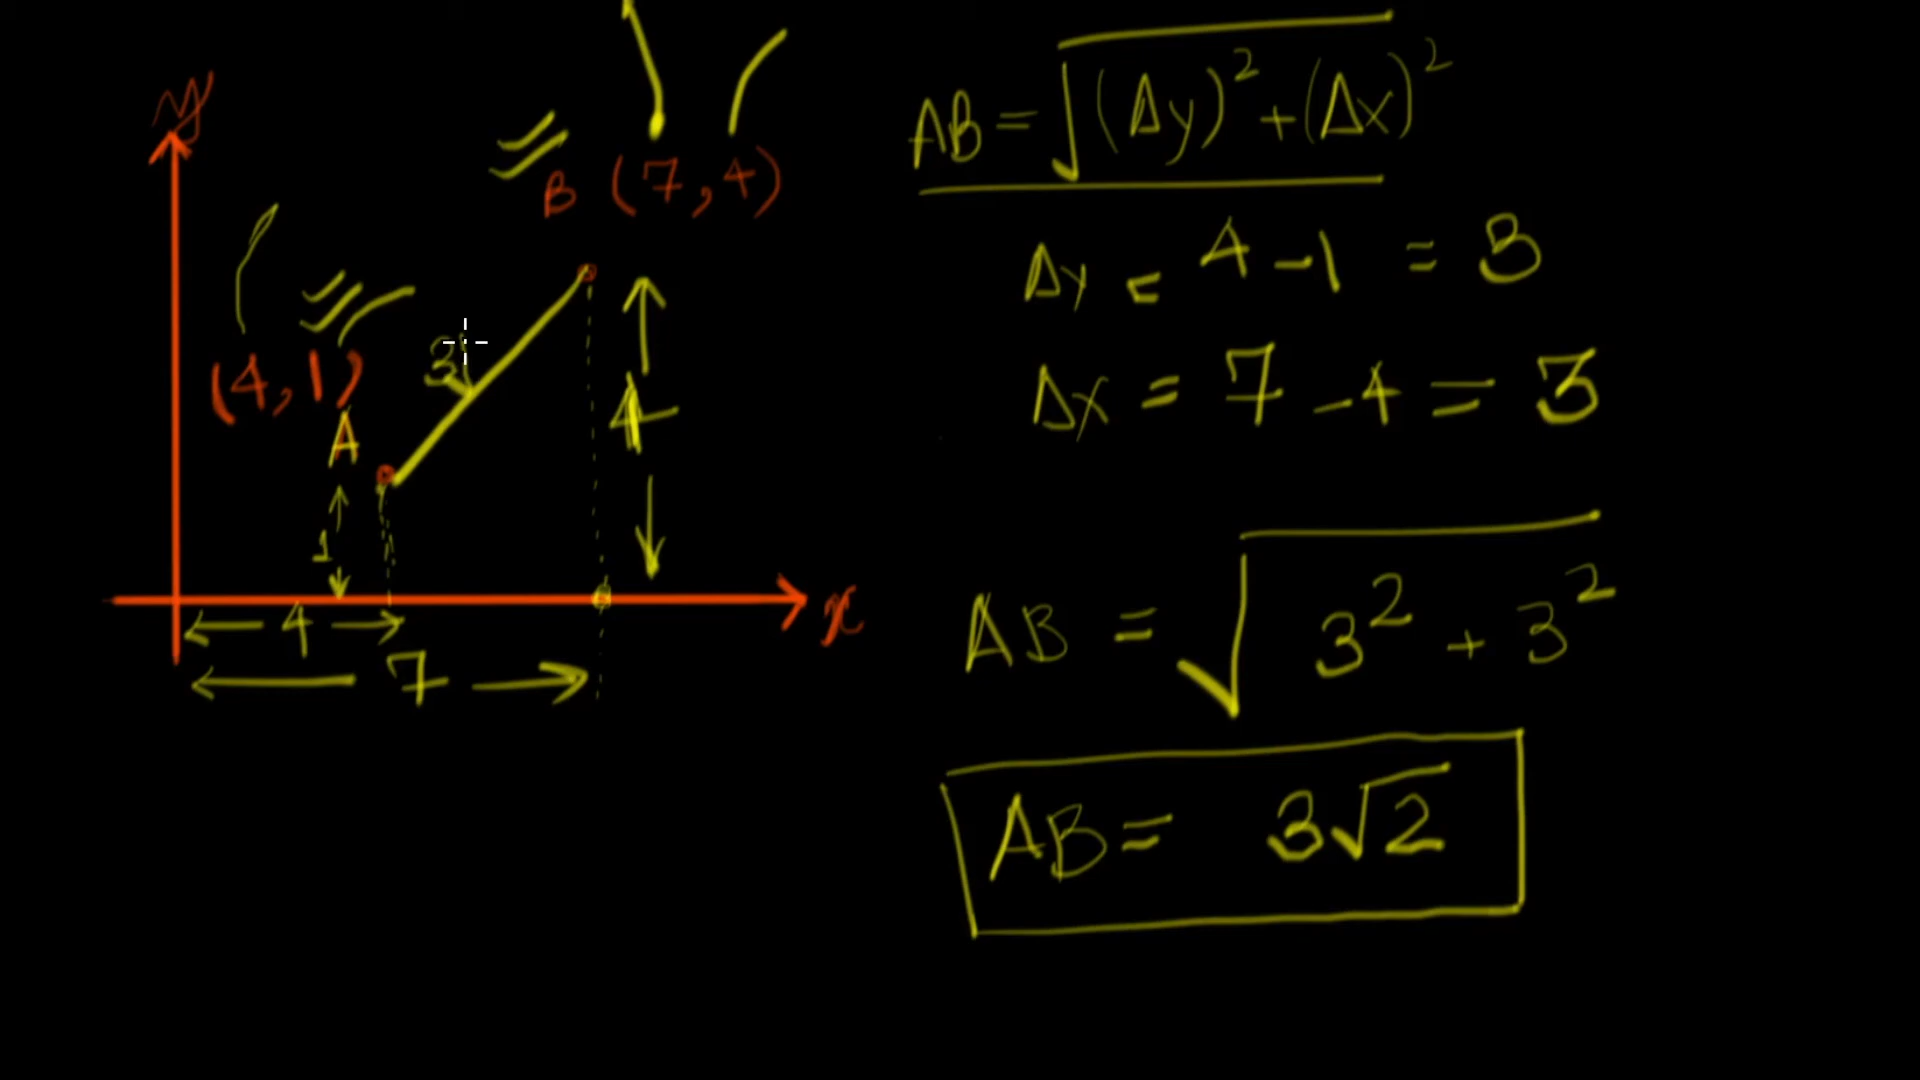 y
B (7,4)
(4,1)
A
3
4
1
4
7
x
AB = √(Δy)² + (Δx)²
Δy = 4 - 1 = 3
Δx = 7 - 4 = 3
AB = √3² + 3²
AB = 3√2